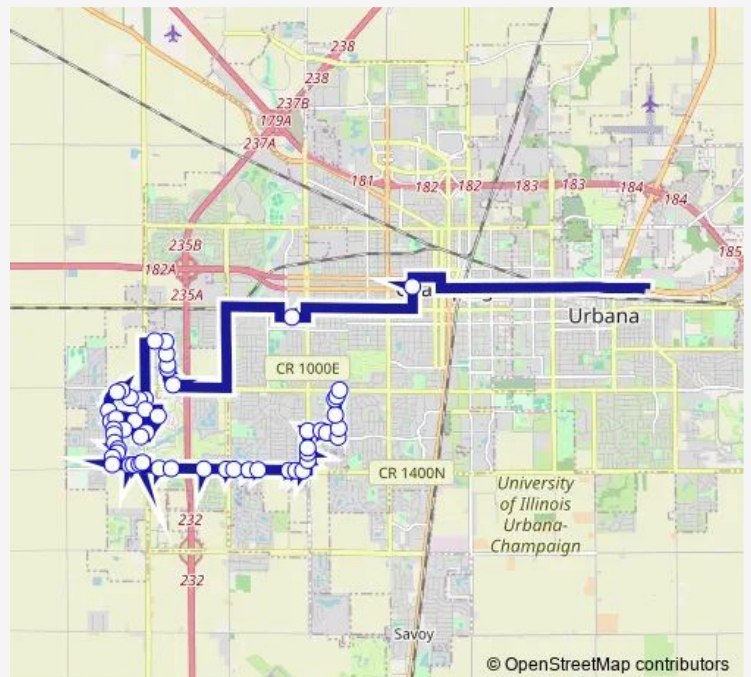 238
238
237B
179A
237A
181
182
182
183
183
184
184
185
235B
182A
235A
Urbana
CR 1000E
CR 1400N
University
of Illinois
Urbana-
Champaign
232
232
Savoy
© OpenStreetMap contributors